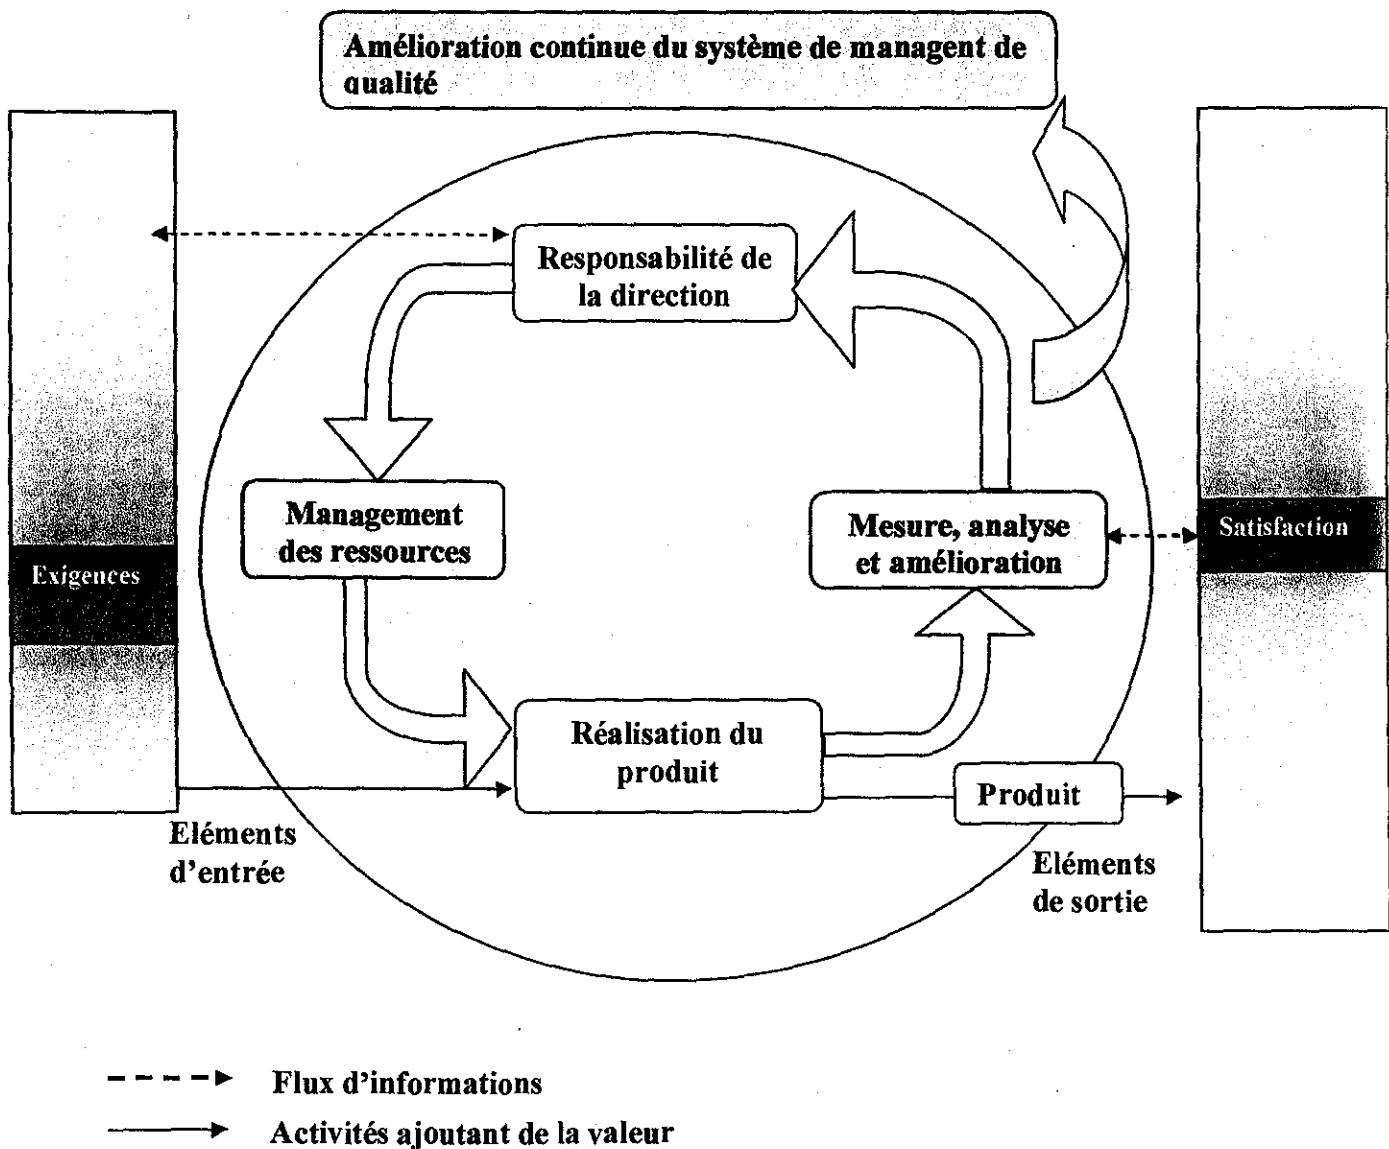 Amélioration continue du système de managent de
qualité
Responsabilité de
la direction
Management
des ressources
Mesure, analyse
et amélioration
Satisfaction
Exigences
Réalisation du
produit
Produit
Eléments
d'entrée
Eléments
de sortie
Flux d'informations
Activités ajoutant de la valeur